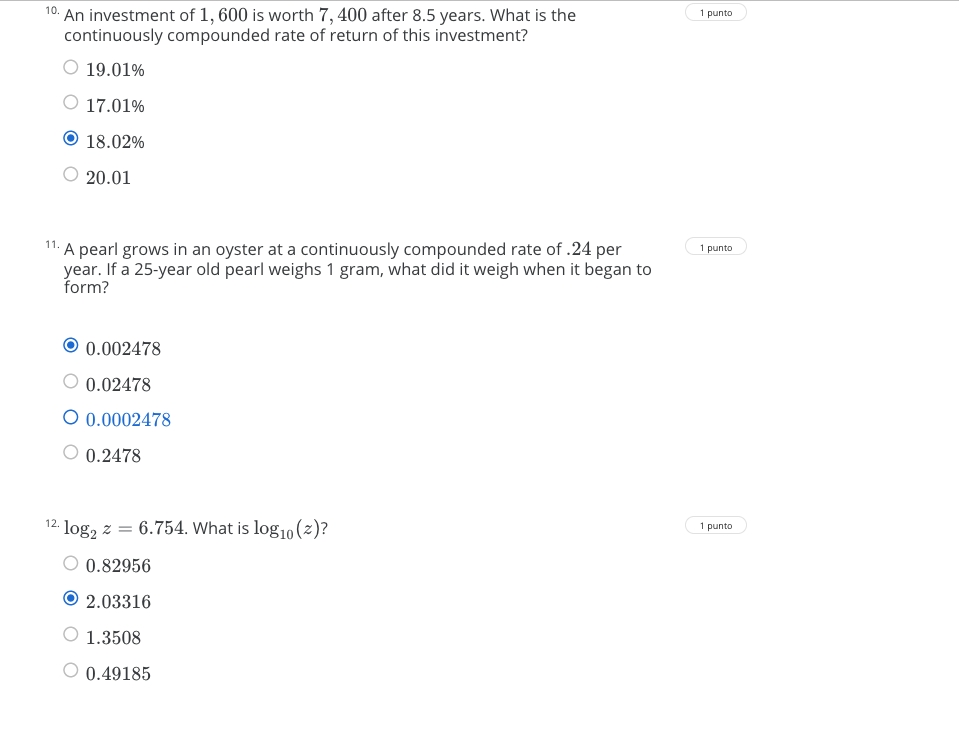 10. An investment of 1,600 is worth 7,400 after 8.5 years. What is the
1 punto
continuously compounded rate of return of this investment?
19.01%
17.01%
18.02%
20.01
11. A pearl grows in an oyster at a continuously compounded rate of .24 per
1 punto
year. If a 25-year old pearl weighs 1 gram, what did it weigh when it began to
form?
0.002478
0.02478
0.0002478
0.2478
12. log₂ z = 6.754. What is log₁₀(z)?
1 punto
0.82956
2.03316
1.3508
0.49185